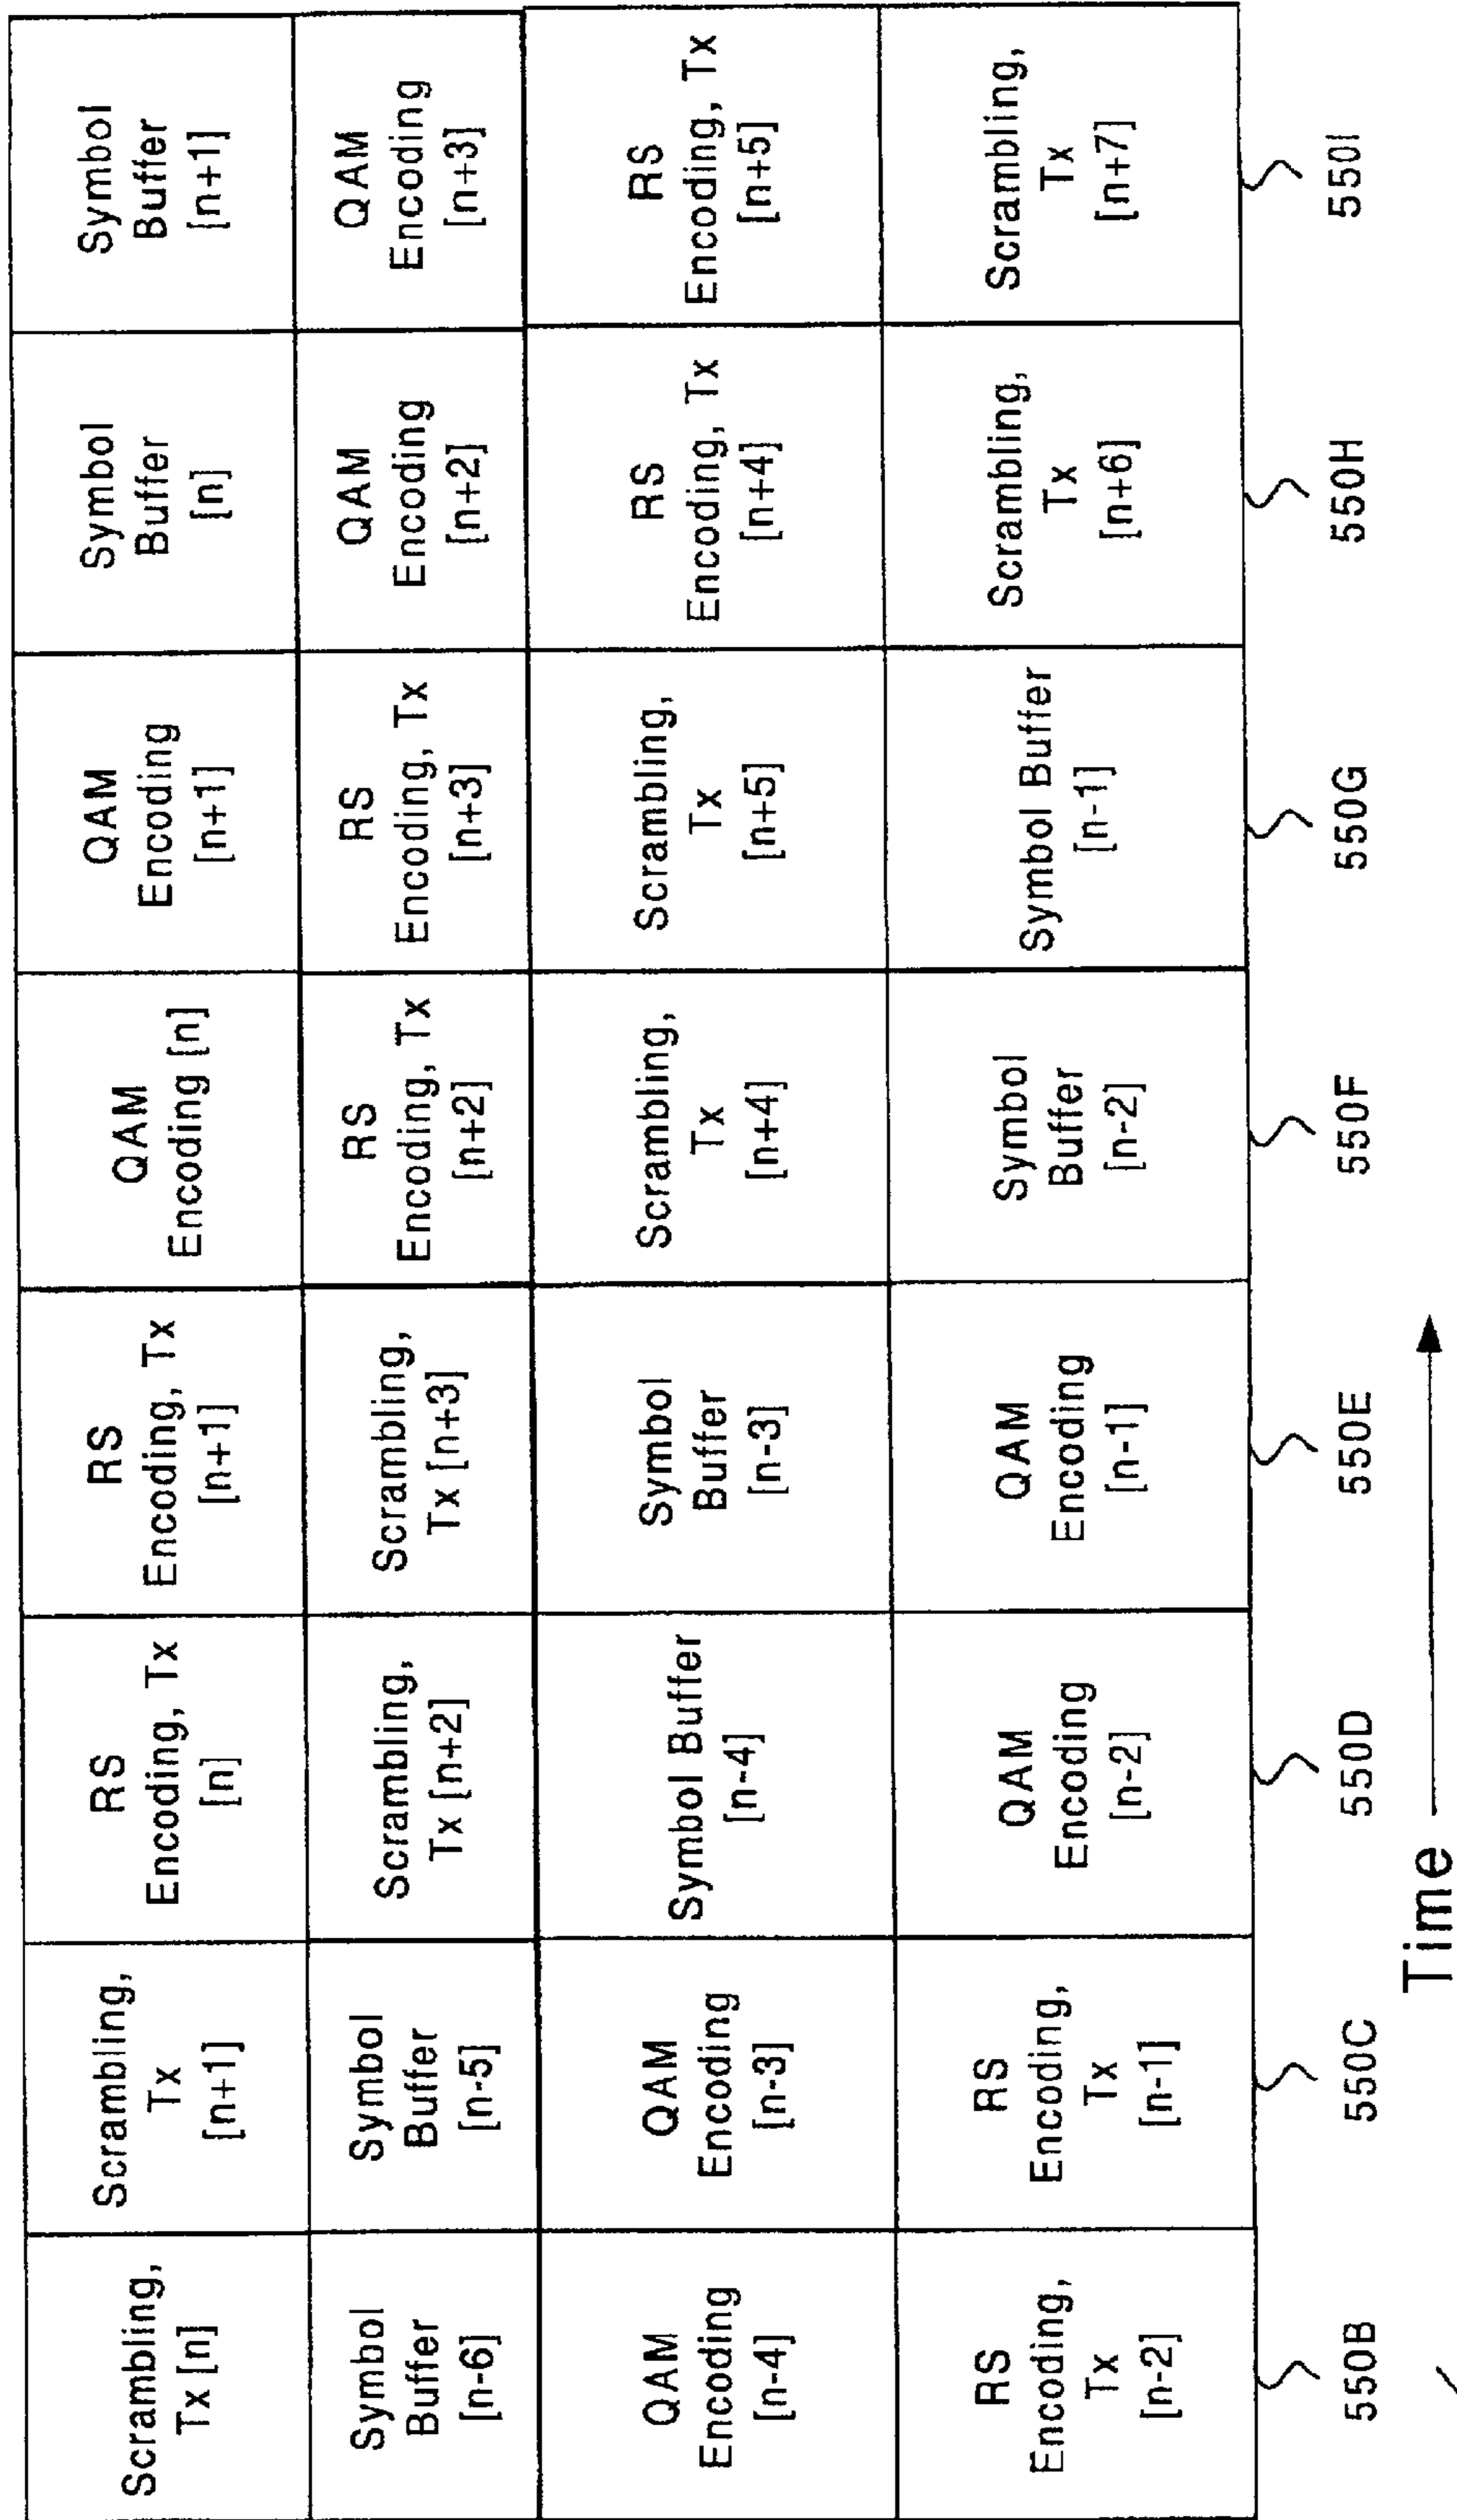 Scrambling,
Tx [n]
Scrambling,
Tx
[n+1]
RS
Encoding, Tx
[n]
RS
Encoding, Tx
[n+1]
QAM
Encoding [n]
QAM
Encoding
[n+1]
Symbol
Buffer
[n]
Symbol
Buffer
[n+1]
Symbol
Buffer
[n-6]
Symbol
Buffer
[n-5]
Scrambling,
Tx [n+2]
Scrambling,
Tx [n+3]
RS
Encoding, Tx
[n+2]
RS
Encoding, Tx
[n+3]
QAM
Encoding
[n+2]
QAM
Encoding
[n+3]
QAM
Encoding
[n-4]
QAM
Encoding
[n-3]
Symbol Buffer
[n-4]
Symbol
Buffer
[n-3]
Scrambling,
Tx
[n+4]
Scrambling,
Tx
[n+5]
RS
Encoding, Tx
[n+4]
RS
Encoding, Tx
[n+5]
RS
Encoding,
Tx
[n-2]
RS
Encoding,
Tx
[n-1]
QAM
Encoding
[n-2]
QAM
Encoding
[n-1]
Symbol
Buffer
[n-2]
Symbol Buffer
[n-1]
Scrambling,
Tx
[n+6]
Scrambling,
Tx
[n+7]
550B
550C
550D
550E
550F
550G
550H
550I
Time